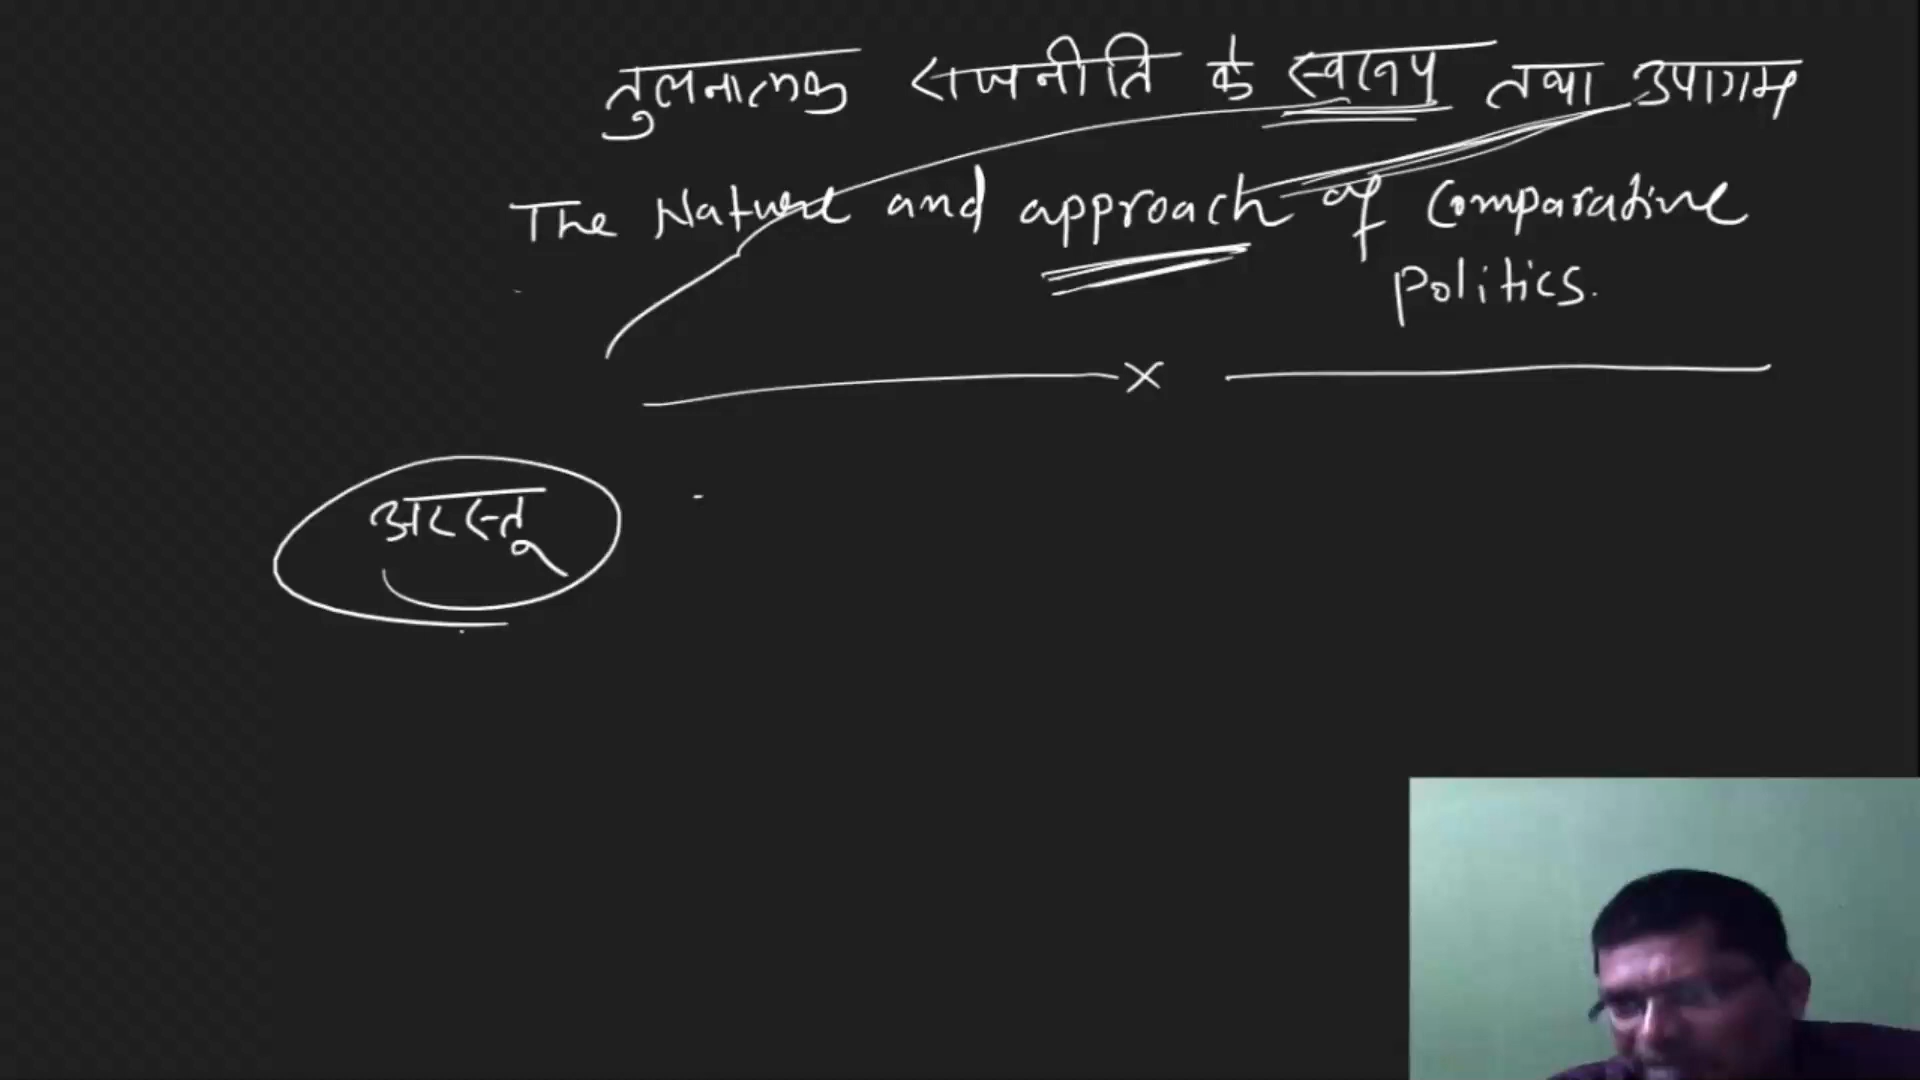 तुलनात्मक राजनीति के स्वरूप तथा उपागम
The Nature and approach of Comparative
politics.
x
अरस्तू